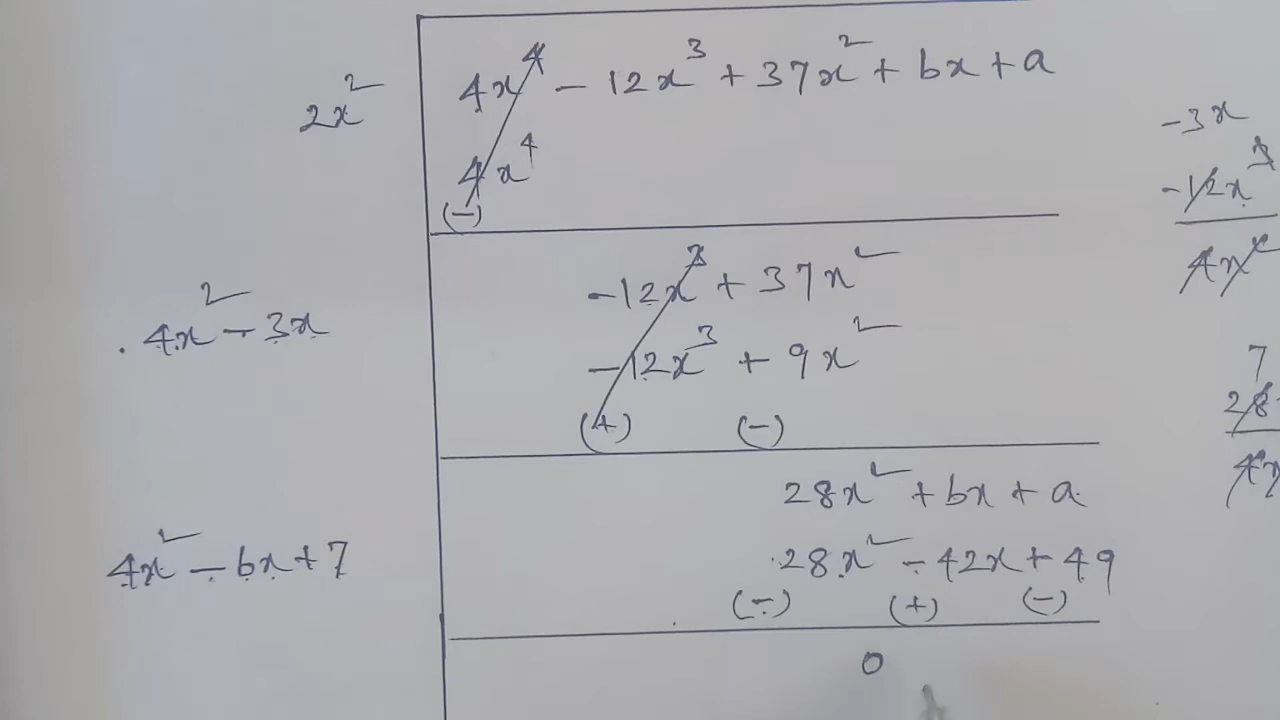 2x² 4x⁴ - 12x³ + 37x² + bx + a
4x⁴
(-)
-12x³ + 37x²
4x² - 3x -12x³ + 9x²
(+) (-)
28x² + bx + a
4x² - 6x + 7 28x² - 42x + 49
(-) (+) (-)
0
-3x
-12x³
4x²
7
28
4x